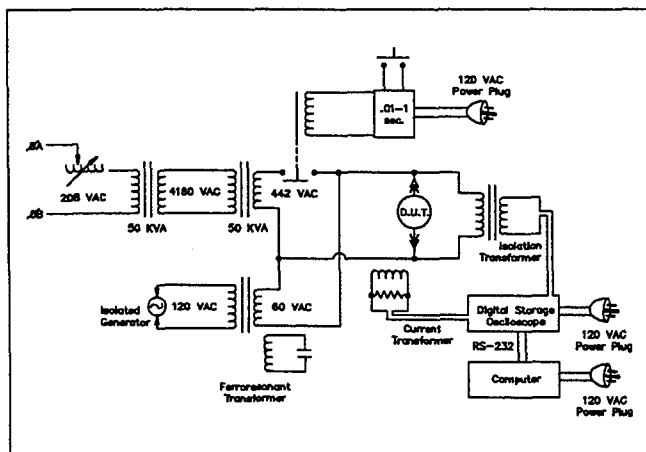 120 VAC
Power Plug
.01-1
sec.
øA
208 VAC
4180 VAC
442 VAC
D.U.T.
øB
50 KVA
50 KVA
Isolation
Transformer
Isolated
Generator
120 VAC
60 VAC
Current
Transformer
Digital Storage
Oscilloscope
120 VAC
Power Plug
RS-232
Ferroresonant
Transformer
Computer
120 VAC
Power Plug